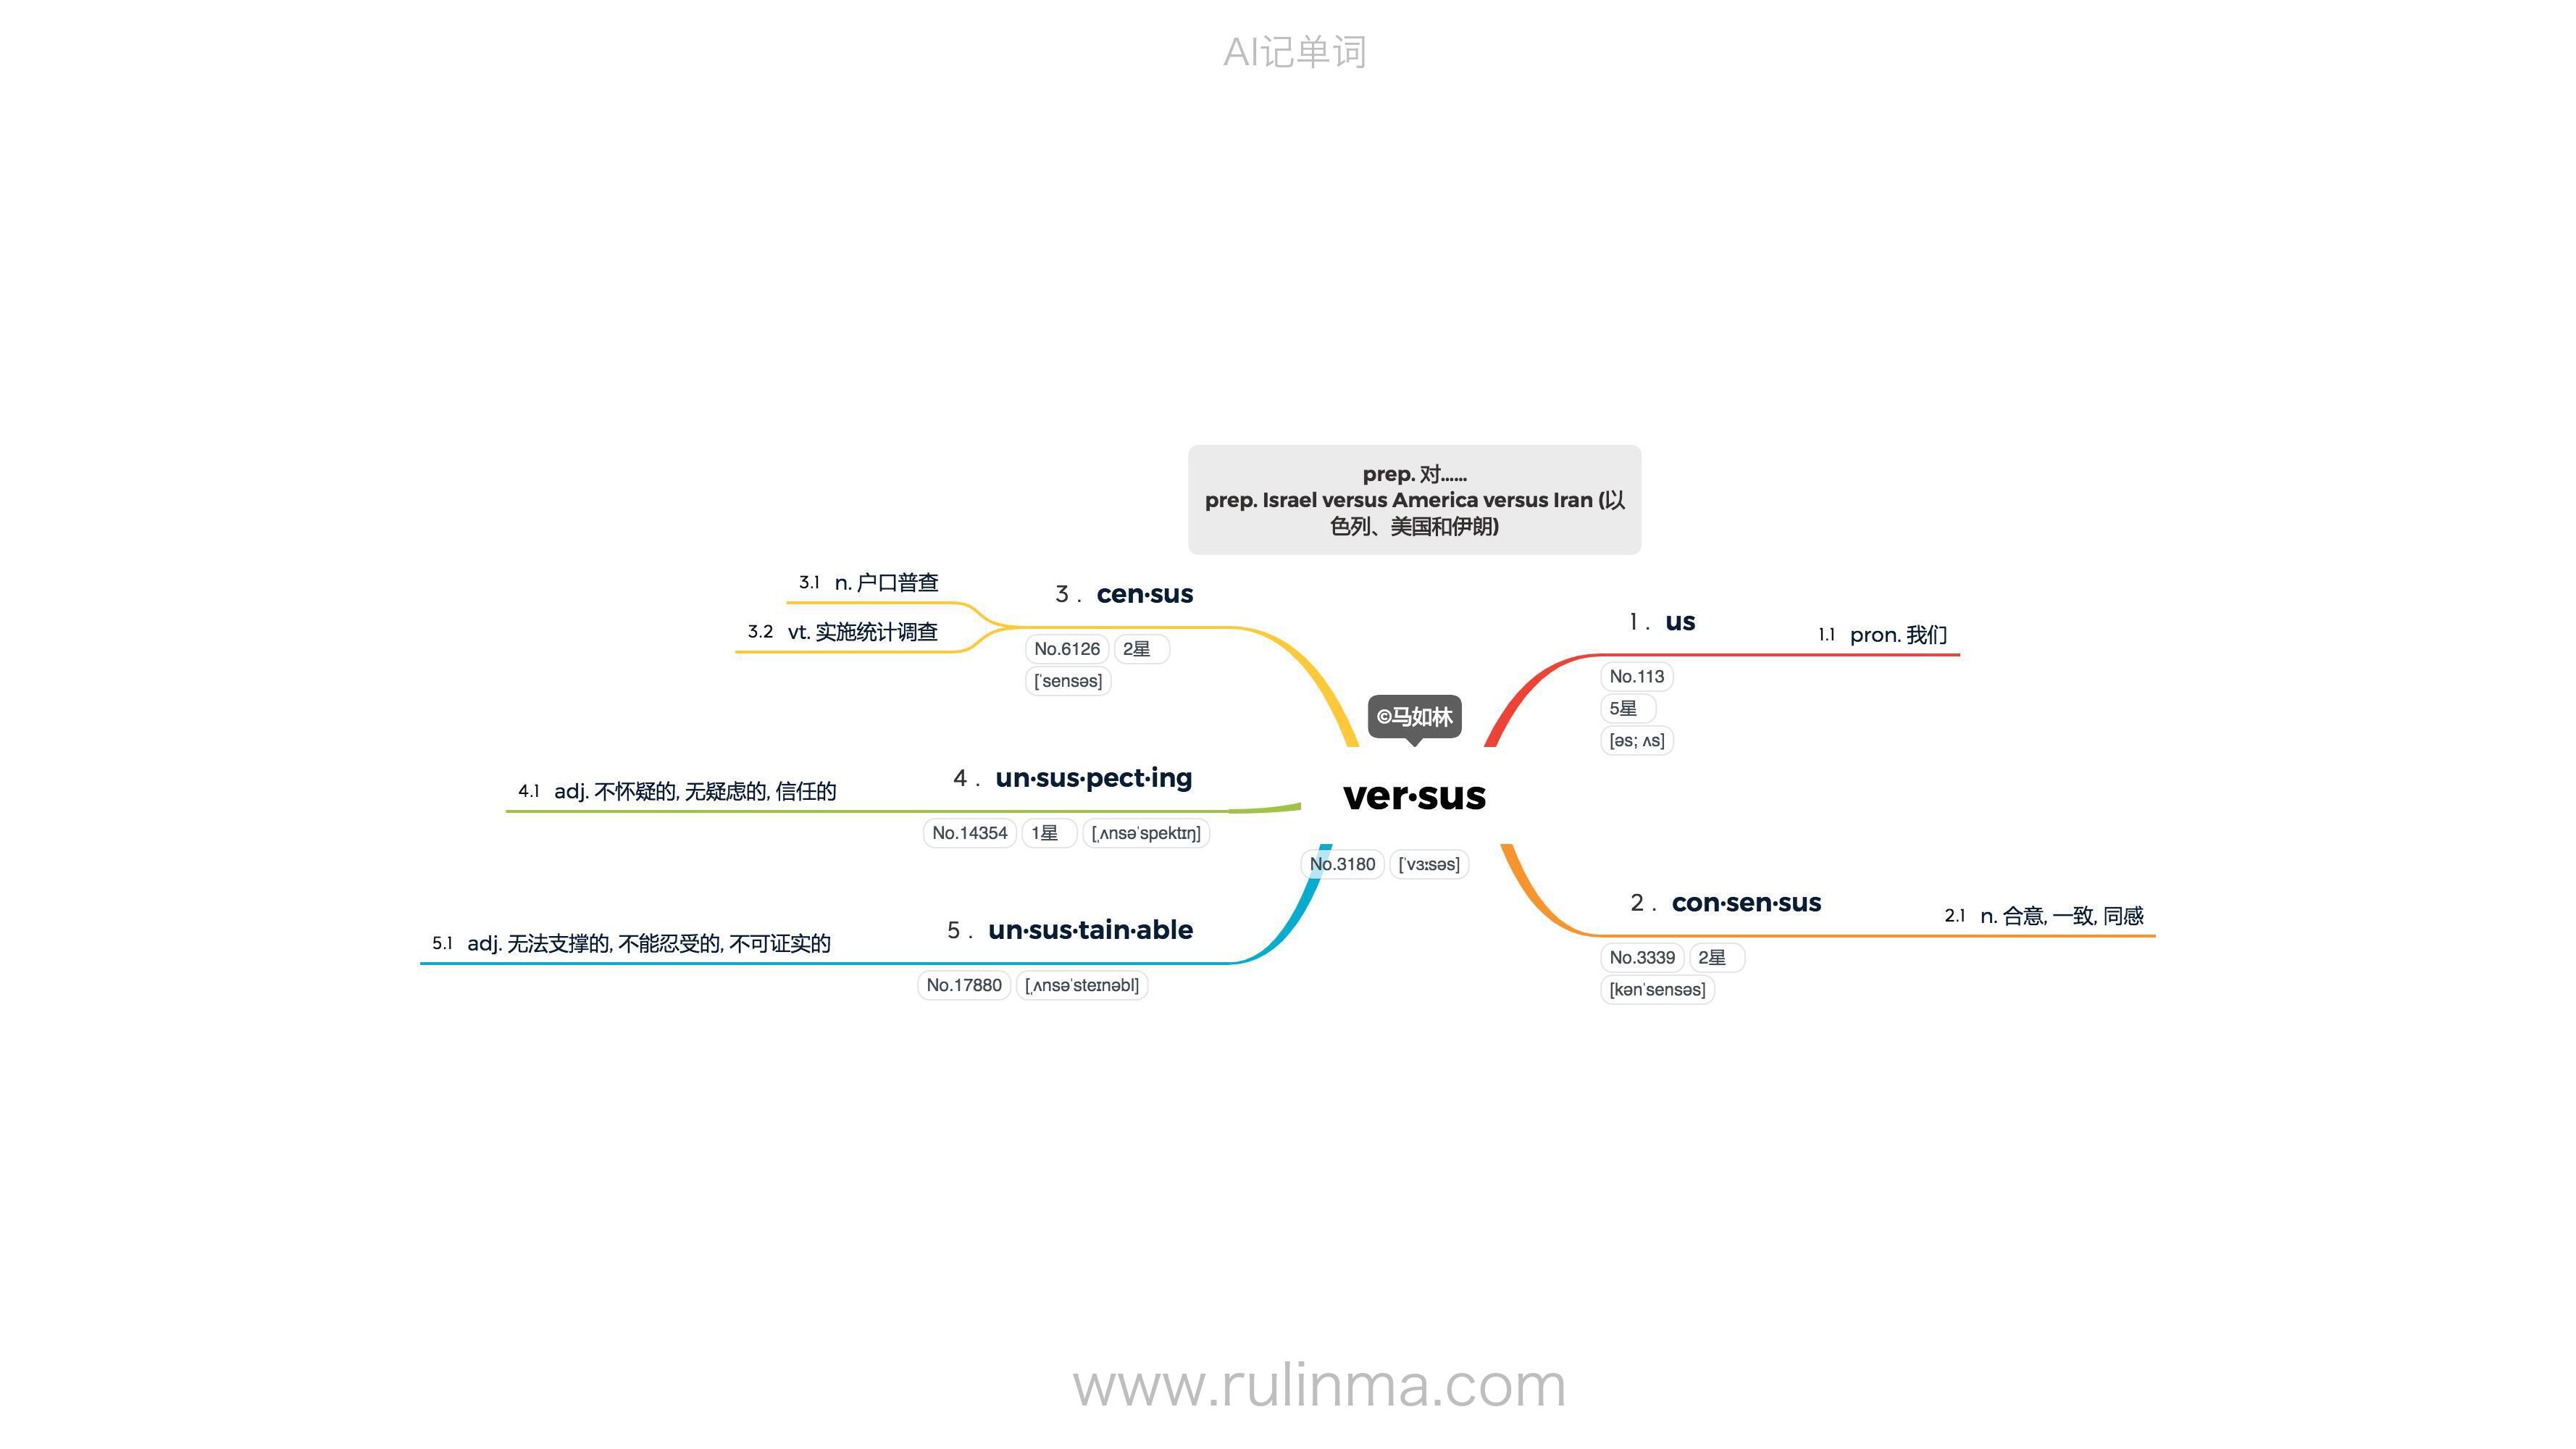 AI记单词
prep. 对……
prep. Israel versus America versus Iran (以
色列、美国和伊朗)
©马如林
ver·sus
No.3180 [ˈvɜːsəs]
1 . us
No.113
5星
[əs; ʌs]
1.1 pron. 我们
2 . con·sen·sus
No.3339 2星
[kənˈsensəs]
2.1 n. 合意, 一致, 同感
3 . cen·sus
No.6126 2星
[ˈsensəs]
3.1 n. 户口普查
3.2 vt. 实施统计调查
4 . un·sus·pect·ing
No.14354 1星 [ˌʌnsəˈspektɪŋ]
4.1 adj. 不怀疑的, 无疑虑的, 信任的
5 . un·sus·tain·able
No.17880 [ˌʌnsəˈsteɪnəbl]
5.1 adj. 无法支撑的, 不能忍受的, 不可证实的
www.rulinma.com